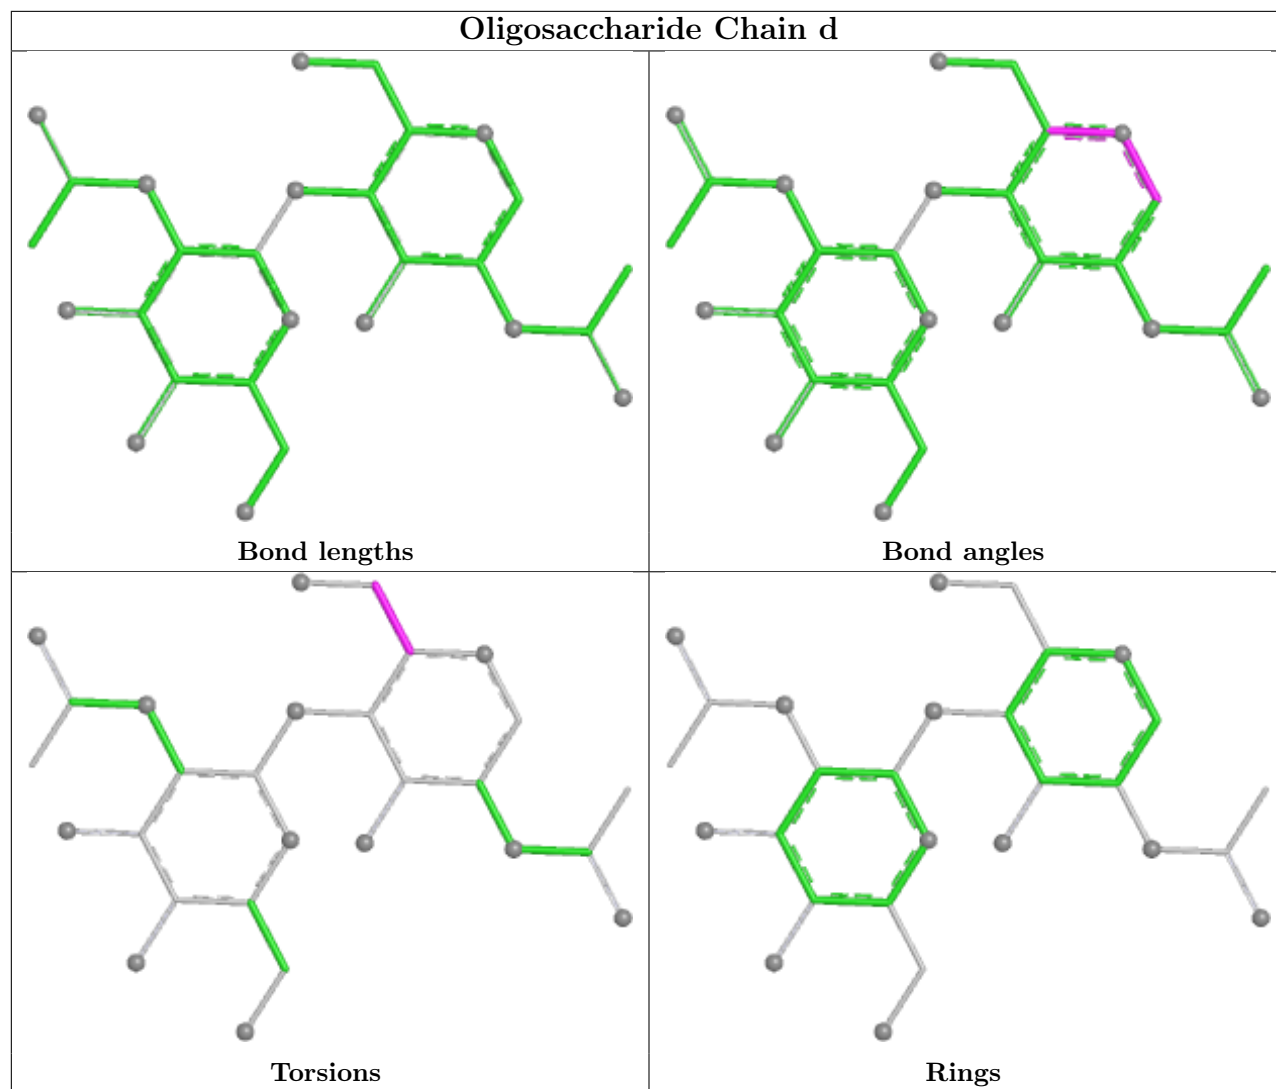 Oligosaccharide Chain d
Bond lengths
Bond angles
Torsions
Rings